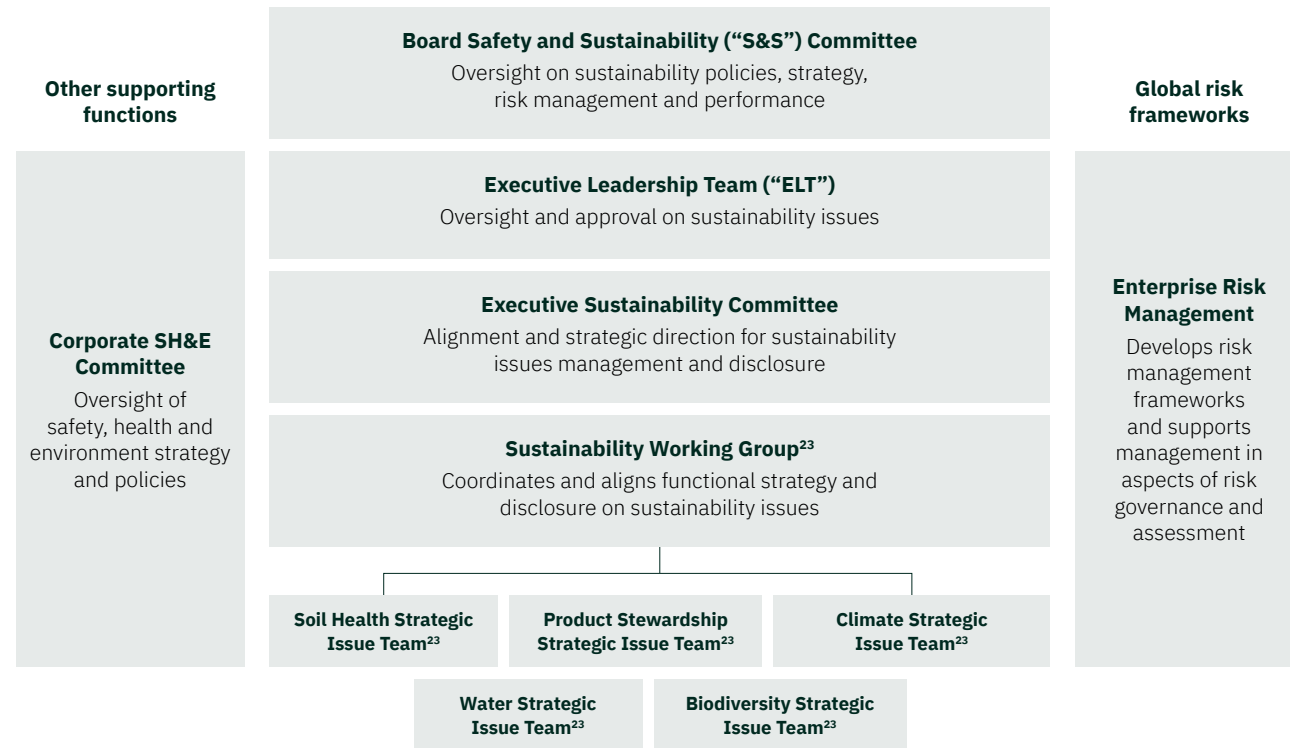 Board Safety and Sustainability (“S&S”) Committee
Oversight on sustainability policies, strategy,
risk management and performance
Other supporting
functions
Global risk
frameworks
Executive Leadership Team (“ELT”)
Oversight and approval on sustainability issues
Executive Sustainability Committee
Alignment and strategic direction for sustainability
issues management and disclosure
Sustainability Working Group²³
Coordinates and aligns functional strategy and
disclosure on sustainability issues
Corporate SH&E
Committee
Oversight of
safety, health and
environment strategy
and policies
Enterprise Risk
Management
Develops risk
management
frameworks
and supports
management in
aspects of risk
governance and
assessment
Soil Health Strategic
Issue Team²³
Product Stewardship
Strategic Issue Team²³
Climate Strategic
Issue Team²³
Water Strategic
Issue Team²³
Biodiversity Strategic
Issue Team²³